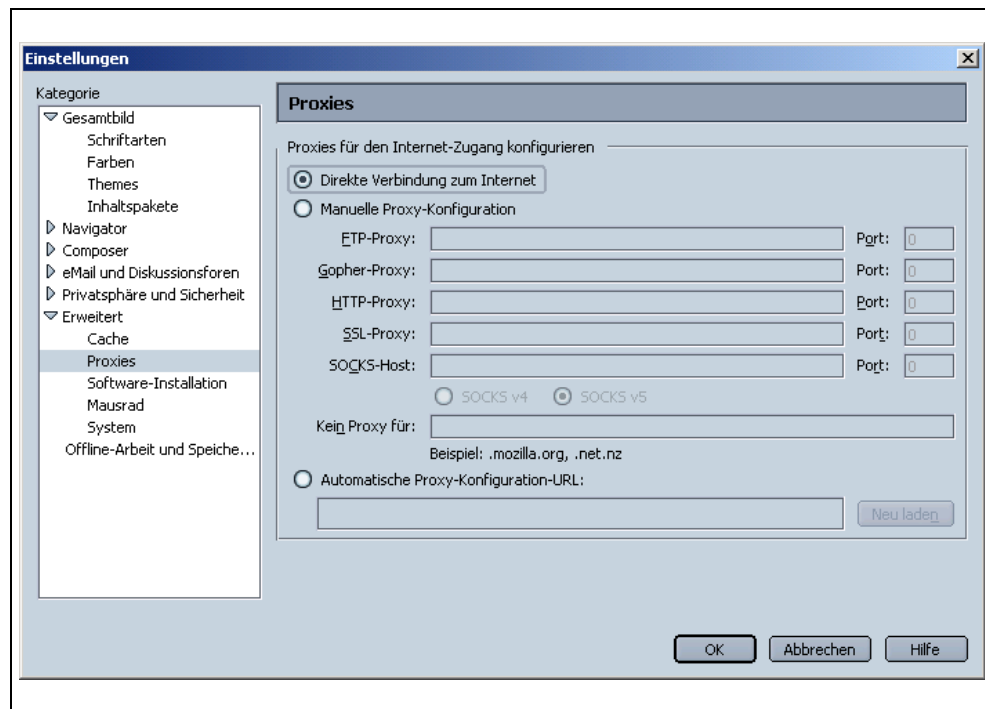 Einstellungen
Kategorie
Gesamtbild
Schriftarten
Farben
Themes
Inhaltspakete
Navigator
Composer
eMail und Diskussionsforen
Privatsphäre und Sicherheit
Erweitert
Cache
Proxies
Software-Installation
Mausrad
System
Offline-Arbeit und Speiche...
Proxies
Proxies für den Internet-Zugang konfigurieren
Direkte Verbindung zum Internet
Manuelle Proxy-Konfiguration
FTP-Proxy: Port: 0
Gopher-Proxy: Port: 0
HTTP-Proxy: Port: 0
SSL-Proxy: Port: 0
SOCKS-Host: Port: 0
SOCKS v4 SOCKS v5
Kein Proxy für:
Beispiel: .mozilla.org, .net.nz
Automatische Proxy-Konfiguration-URL:
Neu laden
OK Abbrechen Hilfe